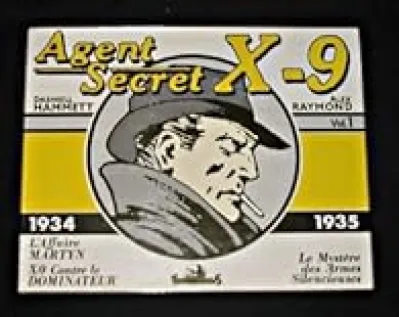 Agent
Secret X-9
DASHIELL
HAMMETT
ALEX
RAYMOND
Vol.1
1934
1935
L'Affaire
MARTYN
X9 Contre le
DOMINATEUR
Le Mystère
des Armes
Silencieuses